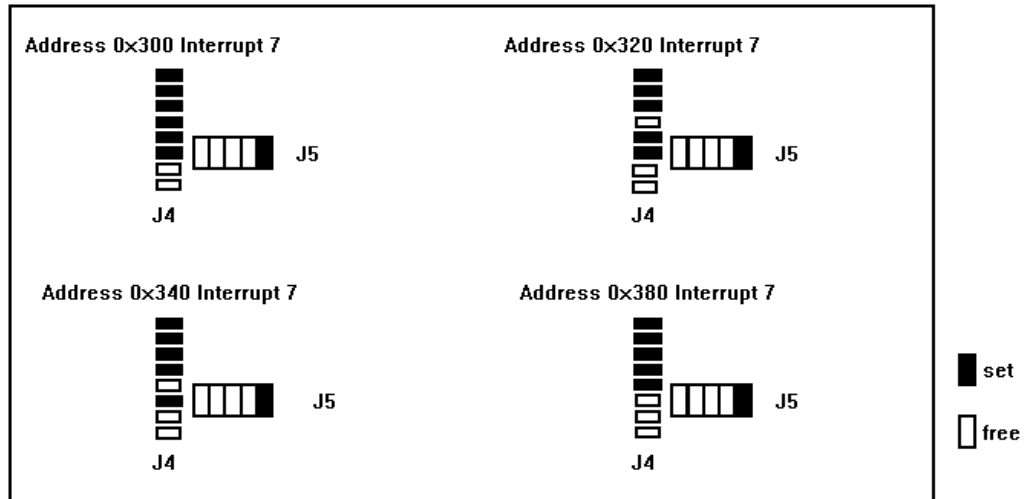 Address 0×300 Interrupt 7
J5
J4
Address 0×320 Interrupt 7
J5
J4
Address 0×340 Interrupt 7
J5
J4
Address 0×380 Interrupt 7
J5
J4
set
free